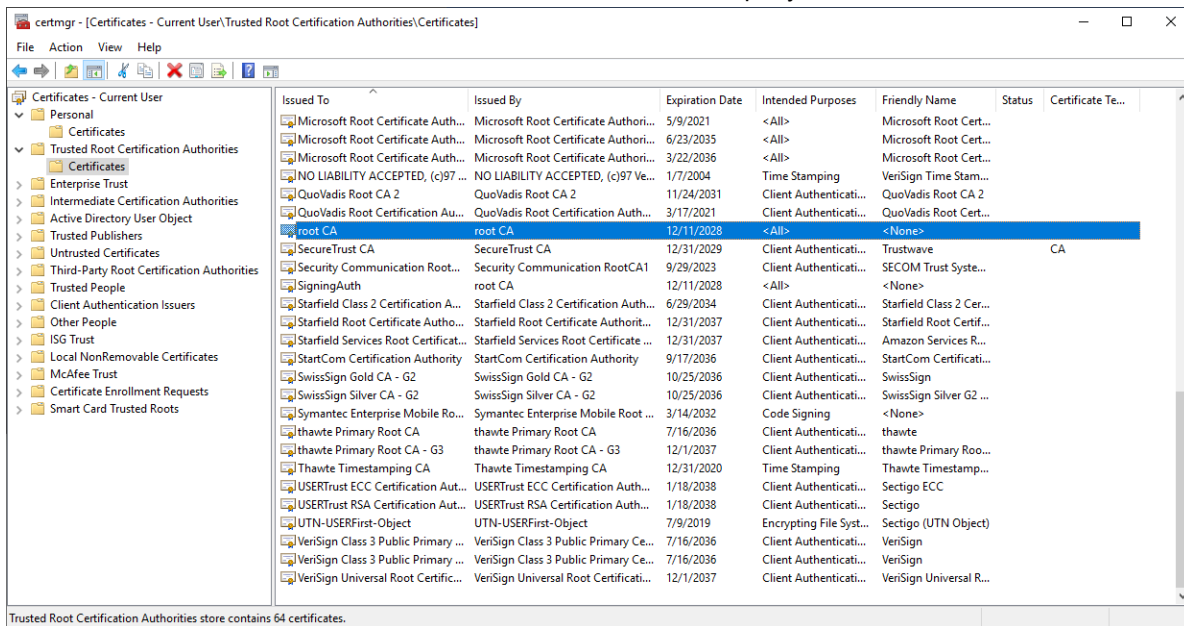 certmgr - [Certificates - Current User\Trusted Root Certification Authorities\Certificates]
File Action View Help
Certificates - Current User
Personal
Certificates
Trusted Root Certification Authorities
Certificates
Enterprise Trust
Intermediate Certification Authorities
Active Directory User Object
Trusted Publishers
Untrusted Certificates
Third-Party Root Certification Authorities
Trusted People
Client Authentication Issuers
Other People
ISG Trust
Local NonRemovable Certificates
McAfee Trust
Certificate Enrollment Requests
Smart Card Trusted Roots
Issued To Issued By Expiration Date Intended Purposes Friendly Name Status Certificate Te...
Microsoft Root Certificate Auth... Microsoft Root Certificate Authori... 5/9/2021 <All> Microsoft Root Cert...
Microsoft Root Certificate Auth... Microsoft Root Certificate Authori... 6/23/2035 <All> Microsoft Root Cert...
Microsoft Root Certificate Auth... Microsoft Root Certificate Authori... 3/22/2036 <All> Microsoft Root Cert...
NO LIABILITY ACCEPTED, (c)97 ... NO LIABILITY ACCEPTED, (c)97 Ve... 1/7/2004 Time Stamping VeriSign Time Stam...
QuoVadis Root CA 2 QuoVadis Root CA 2 11/24/2031 Client Authenticati... QuoVadis Root CA 2
QuoVadis Root Certification Au... QuoVadis Root Certification Auth... 3/17/2021 Client Authenticati... QuoVadis Root Cert...
root CA root CA 12/11/2028 <All> <None>
SecureTrust CA SecureTrust CA 12/31/2029 Client Authenticati... Trustwave CA
Security Communication Root... Security Communication RootCA1 9/29/2023 Client Authenticati... SECOM Trust Syste...
SigningAuth root CA 12/11/2028 <All> <None>
Starfield Class 2 Certification A... Starfield Class 2 Certification Auth... 6/29/2034 Client Authenticati... Starfield Class 2 Cer...
Starfield Root Certificate Autho... Starfield Root Certificate Authorit... 12/31/2037 Client Authenticati... Starfield Root Certif...
Starfield Services Root Certificat... Starfield Services Root Certificate ... 12/31/2037 Client Authenticati... Amazon Services R...
StartCom Certification Authority StartCom Certification Authority 9/17/2036 Client Authenticati... StartCom Certificati...
SwissSign Gold CA - G2 SwissSign Gold CA - G2 10/25/2036 Client Authenticati... SwissSign
SwissSign Silver CA - G2 SwissSign Silver CA - G2 10/25/2036 Client Authenticati... SwissSign Silver G2 ...
Symantec Enterprise Mobile Ro... Symantec Enterprise Mobile Root ... 3/14/2032 Code Signing <None>
thawte Primary Root CA thawte Primary Root CA 7/16/2036 Client Authenticati... thawte
thawte Primary Root CA - G3 thawte Primary Root CA - G3 12/1/2037 Client Authenticati... thawte Primary Roo...
Thawte Timestamping CA Thawte Timestamping CA 12/31/2020 Time Stamping Thawte Timestamp...
USERTrust ECC Certification Aut... USERTrust ECC Certification Auth... 1/18/2038 Client Authenticati... Sectigo ECC
USERTrust RSA Certification Aut... USERTrust RSA Certification Auth... 1/18/2038 Client Authenticati... Sectigo
UTN-USERFirst-Object UTN-USERFirst-Object 7/9/2019 Encrypting File Syst... Sectigo (UTN Object)
VeriSign Class 3 Public Primary ... VeriSign Class 3 Public Primary Ce... 7/16/2036 Client Authenticati... VeriSign
VeriSign Class 3 Public Primary ... VeriSign Class 3 Public Primary Ce... 7/16/2036 Client Authenticati... VeriSign
VeriSign Universal Root Certific... VeriSign Universal Root Certificati... 12/1/2037 Client Authenticati... VeriSign Universal R...
Trusted Root Certification Authorities store contains 64 certificates.